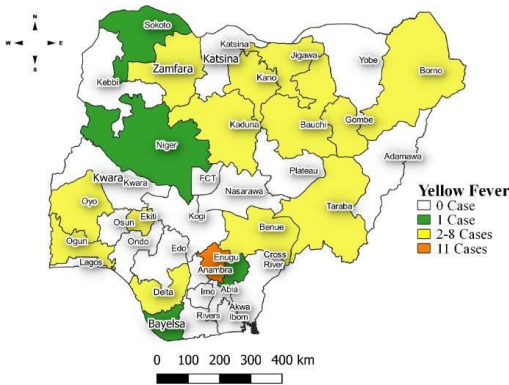 N
W E
S
Sokoto
Katsina
Katsina
Zamfara
Jigawa
Yobe
Borno
Kebbi
Kano
Kaduna
Bauchi
Gombe
Niger
Adamawa
Plateau
FCT
Kwara
Kwara
Nasarawa
Yellow Fever
0 Case
1 Case
2-8 Cases
11 Cases
Oyo
Taraba
Kogi
Ekiti
Osun
Benue
Ogun
Ondo
Edo
Enugu
Cross
River
Lagos
Anambra
Delta
Imo
Abia
Akwa
Ibom
Rivers
Bayelsa
0 100 200 300 400 km